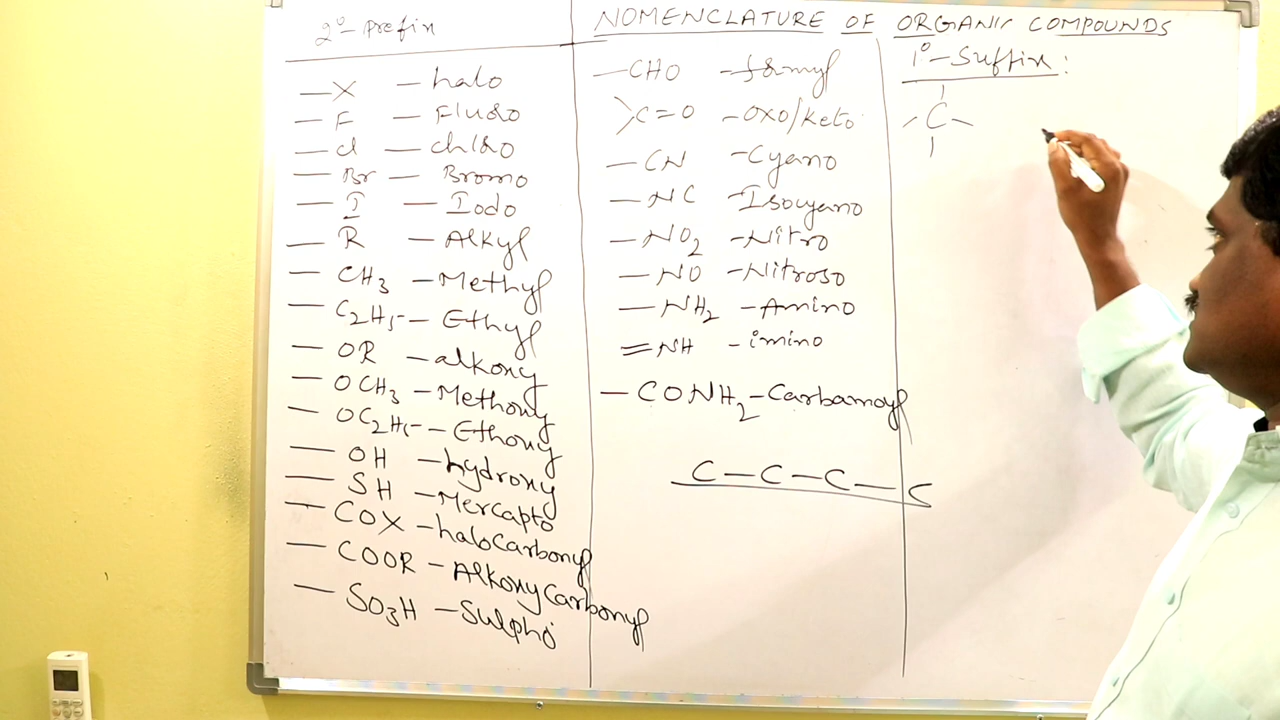 NOMENCLATURE OF ORGANIC COMPOUNDS
2° - Prefix
— X — halo
— F — Fluoro
— Cl — chloro
— Br — Bromo
— I — Iodo
— R — Alkyl
— CH3 — Methyl
— C2H5 — Ethyl
— OR — alkoxy
— OCH3 — Methoxy
— OC2H5 — Ethoxy
— OH — hydroxy
— SH — Mercapto
— COX — halocarbonyl
— COOR — Alkoxycarbonyl
— SO3H — Sulpho
— CHO — formyl
>C=O — Oxo/Keto
— CN — Cyano
— NC — Isocyano
— NO2 — Nitro
— NO — Nitroso
— NH2 — Amino
=NH — imino
— CONH2 — Carbamoyl
C — C — C — C
1° - Suffix :
— C —